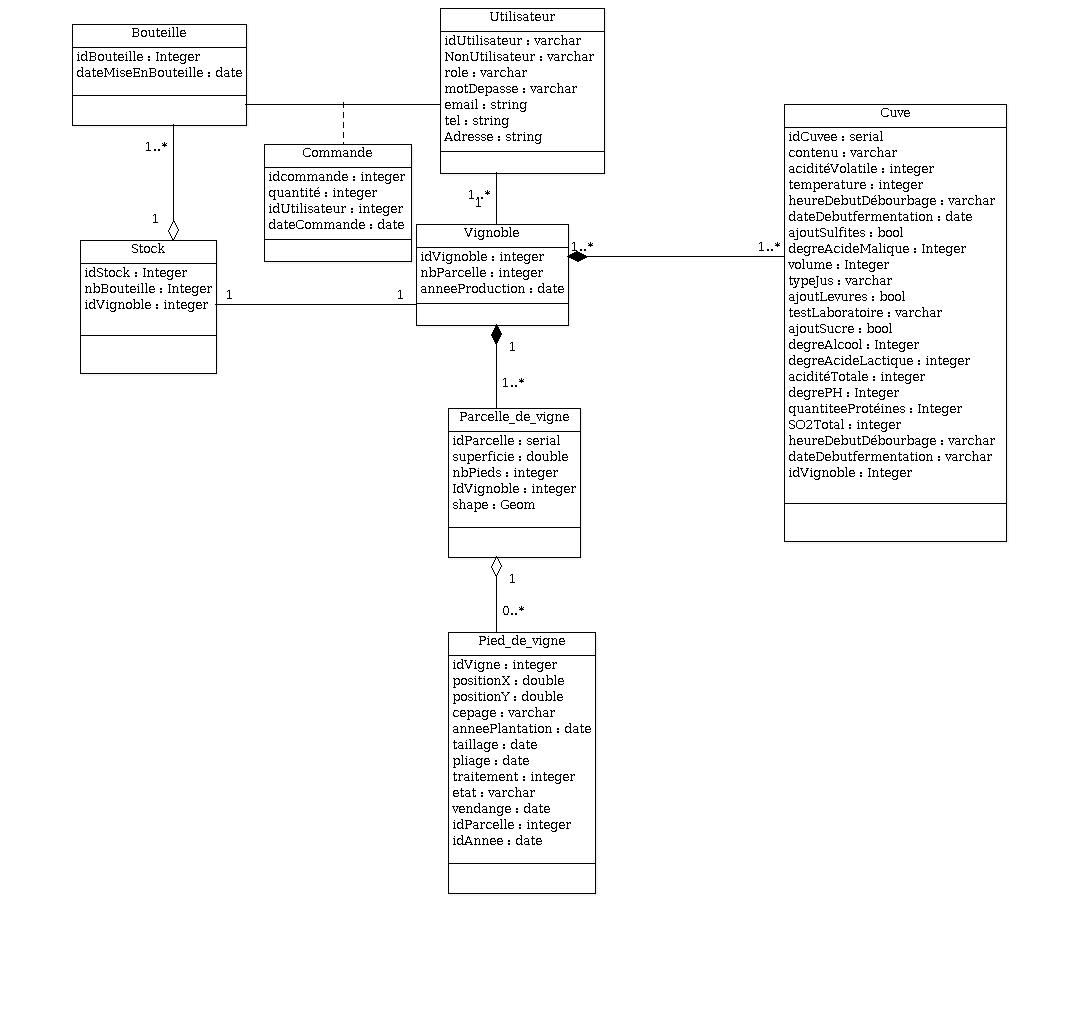 Bouteille
idBouteille : Integer
dateMiseEnBouteille : date
1..*
1
Utilisateur
idUtilisateur : varchar
NonUtilisateur : varchar
role : varchar
motDepasse : varchar
email : string
tel : string
Adresse : string
1..*
1
Commande
idcommande : integer
quantité : integer
idUtilisateur : integer
dateCommande : date
Stock
idStock : Integer
nbBouteille : Integer
idVignoble : integer
1
1
Vignoble
idVignoble : integer
nbParcelle : integer
anneeProduction : date
1..*
1..*
1
1..*
Cuve
idCuvee : serial
contenu : varchar
aciditéVolatile : integer
temperature : integer
heureDebutDébourbage : varchar
dateDebutfermentation : date
ajoutSulfites : bool
degreAcideMalique : Integer
volume : Integer
typeJus : varchar
ajoutLevures : bool
testLaboratoire : varchar
ajoutSucre : bool
degreAlcool : Integer
degreAcideLactique : integer
aciditéTotale : integer
degrePH : Integer
quantiteeProtéines : Integer
SO2Total : integer
heureDebutDébourbage : varchar
dateDebutfermentation : varchar
idVignoble : Integer
Parcelle_de_vigne
idParcelle : serial
superficie : double
nbPieds : integer
IdVignoble : integer
shape : Geom
1
0..*
Pied_de_vigne
idVigne : integer
positionX : double
positionY : double
cepage : varchar
anneePlantation : date
taillage : date
pliage : date
traitement : integer
etat : varchar
vendange : date
idParcelle : integer
idAnnee : date